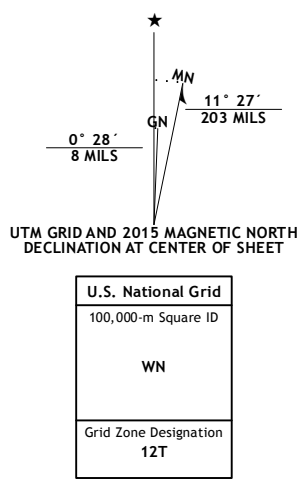 ★
MN
GN
11° 27´
203 MILS
0° 28´
8 MILS
UTM GRID AND 2015 MAGNETIC NORTH
DECLINATION AT CENTER OF SHEET
U.S. National Grid
100,000-m Square ID
WN
Grid Zone Designation
12T